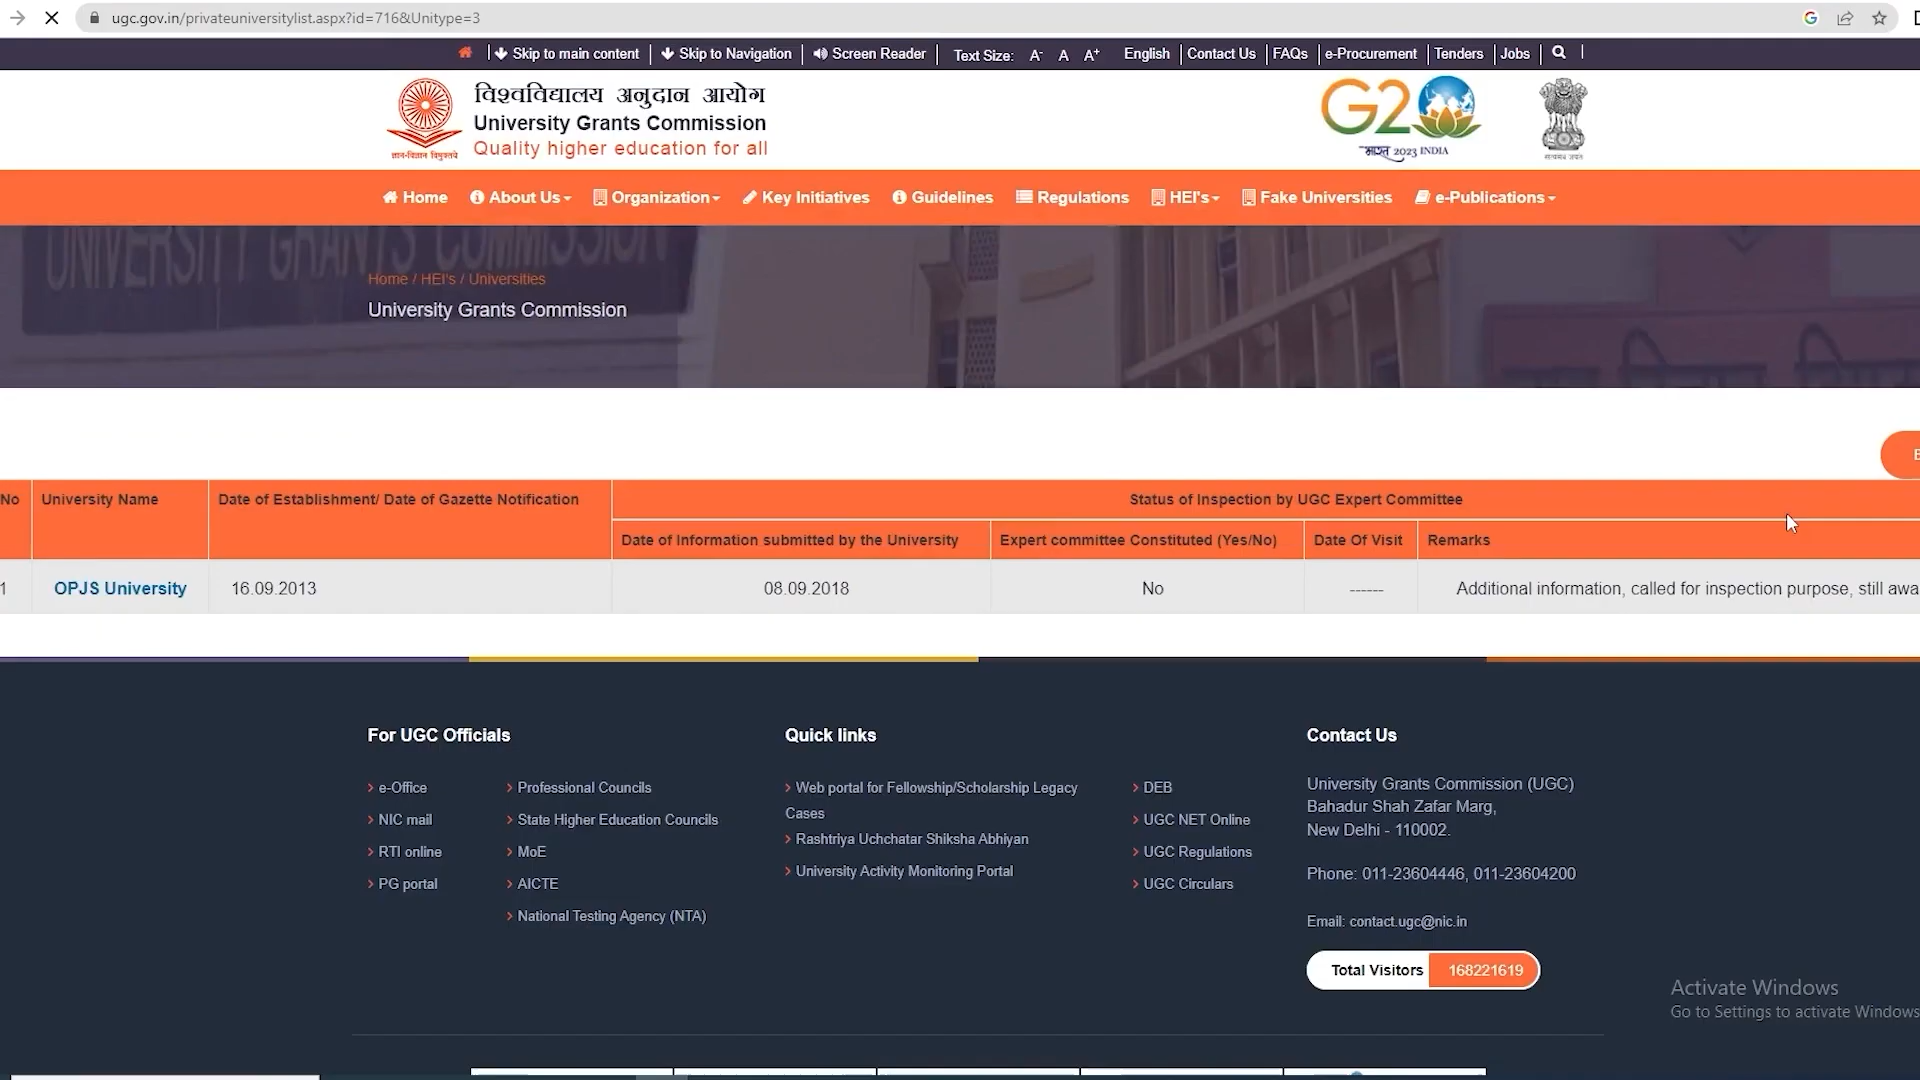 ugc.gov.in/privateuniversitylist.aspx?id=716&Unitype=3
Skip to main content | Skip to Navigation | Screen Reader | Text Size: A- A A+ English | Contact Us | FAQs | e-Procurement | Tenders | Jobs |
विश्वविद्यालय अनुदान आयोग
University Grants Commission
Quality higher education for all
ज्ञान-विज्ञान विमुक्तये
G20
भारत 2023 INDIA
सत्यमेव जयते
Home About Us Organization Key Initiatives Guidelines Regulations HEI's Fake Universities e-Publications
UNIVERSITY GRANTS COMMISSION
Home / HEI's / Universities
University Grants Commission
No University Name Date of Establishment/ Date of Gazette Notification Status of Inspection by UGC Expert Committee
Date of Information submitted by the University Expert committee Constituted (Yes/No) Date Of Visit Remarks
1 OPJS University 16.09.2013 08.09.2018 No ------ Additional information, called for inspection purpose, still awa
For UGC Officials
e-Office
NIC mail
RTI online
PG portal
Professional Councils
State Higher Education Councils
MoE
AICTE
National Testing Agency (NTA)
Quick links
Web portal for Fellowship/Scholarship Legacy
Cases
Rashtriya Uchchatar Shiksha Abhiyan
University Activity Monitoring Portal
DEB
UGC NET Online
UGC Regulations
UGC Circulars
Contact Us
University Grants Commission (UGC)
Bahadur Shah Zafar Marg,
New Delhi - 110002.
Phone: 011-23604446, 011-23604200
Email: contact.ugc@nic.in
Total Visitors 168221619
Activate Windows
Go to Settings to activate Windows